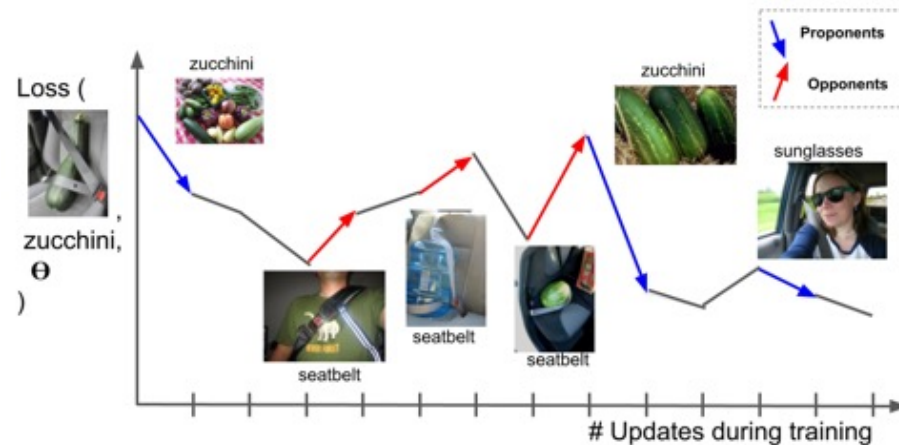 Proponents
Opponents
zucchini
zucchini
sunglasses
Loss (
,
zucchini,
Θ
)
seatbelt
seatbelt
seatbelt
# Updates during training